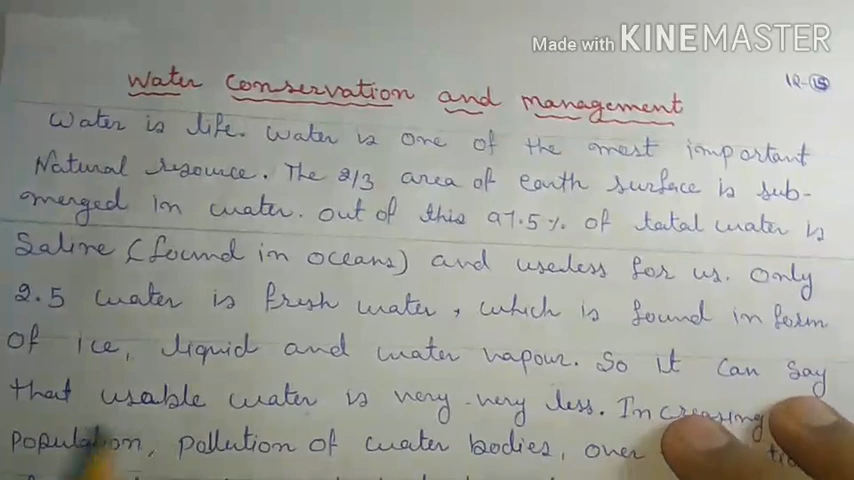 Made with KINEMASTER
12-15
Water conservation and management
Water is life. Water is one of the most important
Natural resource. The 2/3 area of earth surface is sub-
merged in water. Out of this 97.5% of total water is
Saline (found in oceans) and useless for us. Only
2.5 water is fresh water, which is found in form
of ice, liquid and water vapour. So it can say
that usable water is very-very less. Increasing
population, pollution of water bodies, over